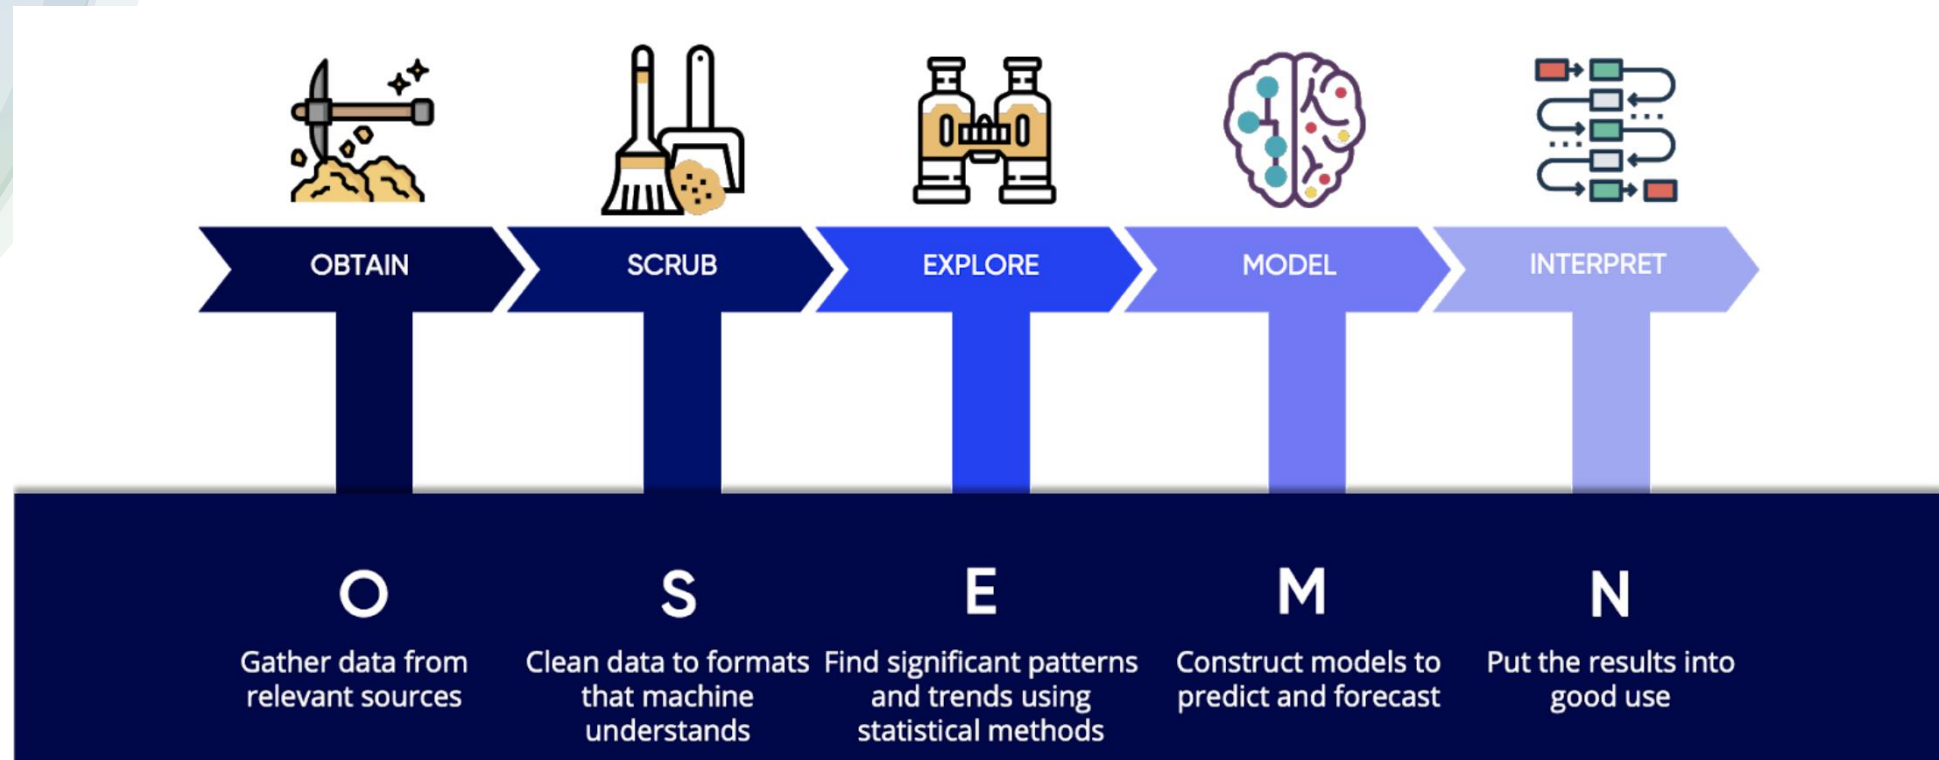 OBTAIN
SCRUB
EXPLORE
MODEL
INTERPRET
O
Gather data from
relevant sources
S
Clean data to formats
that machine
understands
E
Find significant patterns
and trends using
statistical methods
M
Construct models to
predict and forecast
N
Put the results into
good use